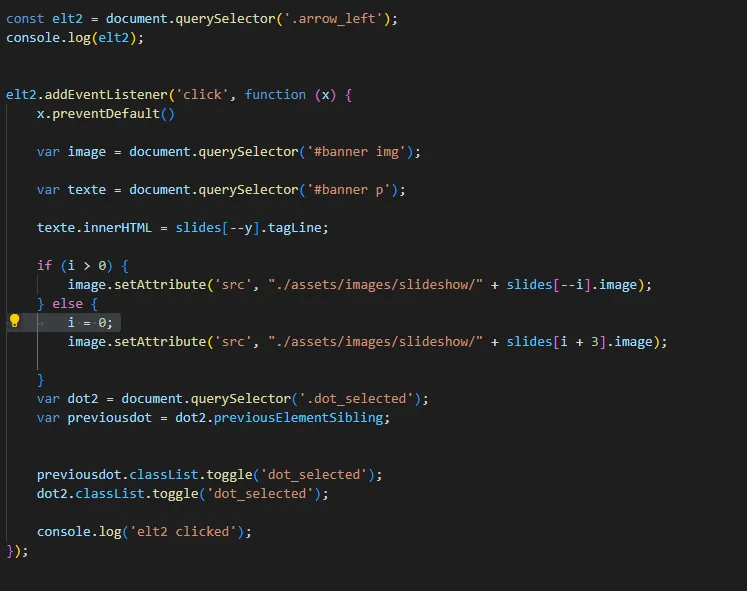 const elt2 = document.querySelector('.arrow_left');
console.log(elt2);
elt2.addEventListener('click', function (x) {
x.preventDefault()
var image = document.querySelector('#banner img');
var texte = document.querySelector('#banner p');
texte.innerHTML = slides[--y].tagLine;
if (i > 0) {
image.setAttribute('src', "./assets/images/slideshow/" + slides[--i].image);
} else {
i = 0;
image.setAttribute('src', "./assets/images/slideshow/" + slides[i + 3].image);
}
var dot2 = document.querySelector('.dot_selected');
var previousdot = dot2.previousElementSibling;
previousdot.classList.toggle('dot_selected');
dot2.classList.toggle('dot_selected');
console.log('elt2 clicked');
});